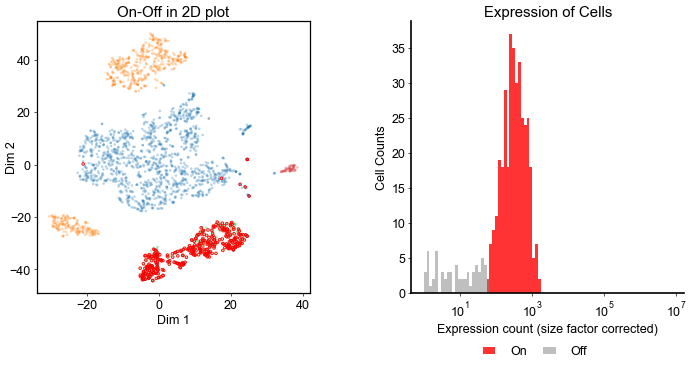 On-Off in 2D plot
Dim 2
40
20
0
−20
−40
−20 0 20 40
Dim 1
Expression of Cells
Cell Counts
35
30
25
20
15
10
5
0
10^1 10^3 10^5 10^7
Expression count (size factor corrected)
On Off